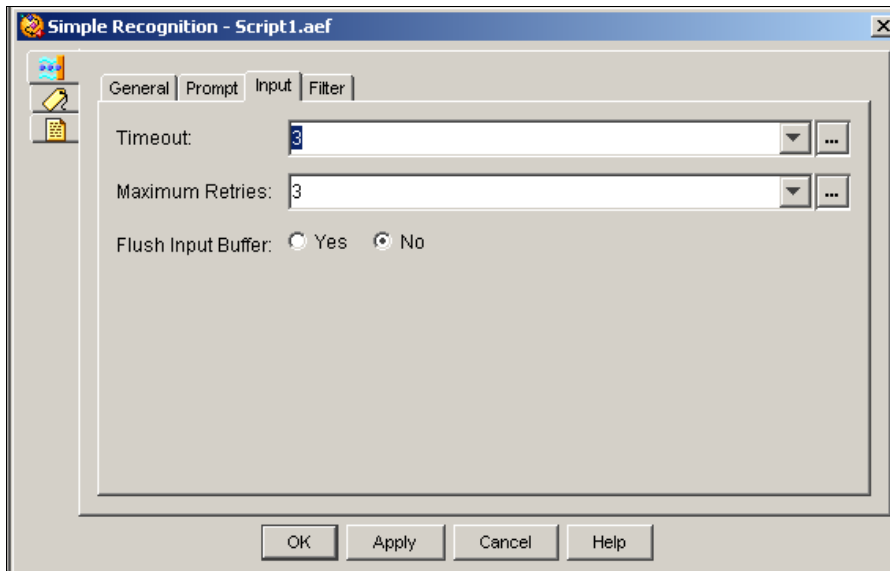 Simple Recognition - Script1.aef
General Prompt Input Filter
Timeout: 3 ...
Maximum Retries: 3 ...
Flush Input Buffer: Yes No
OK Apply Cancel Help